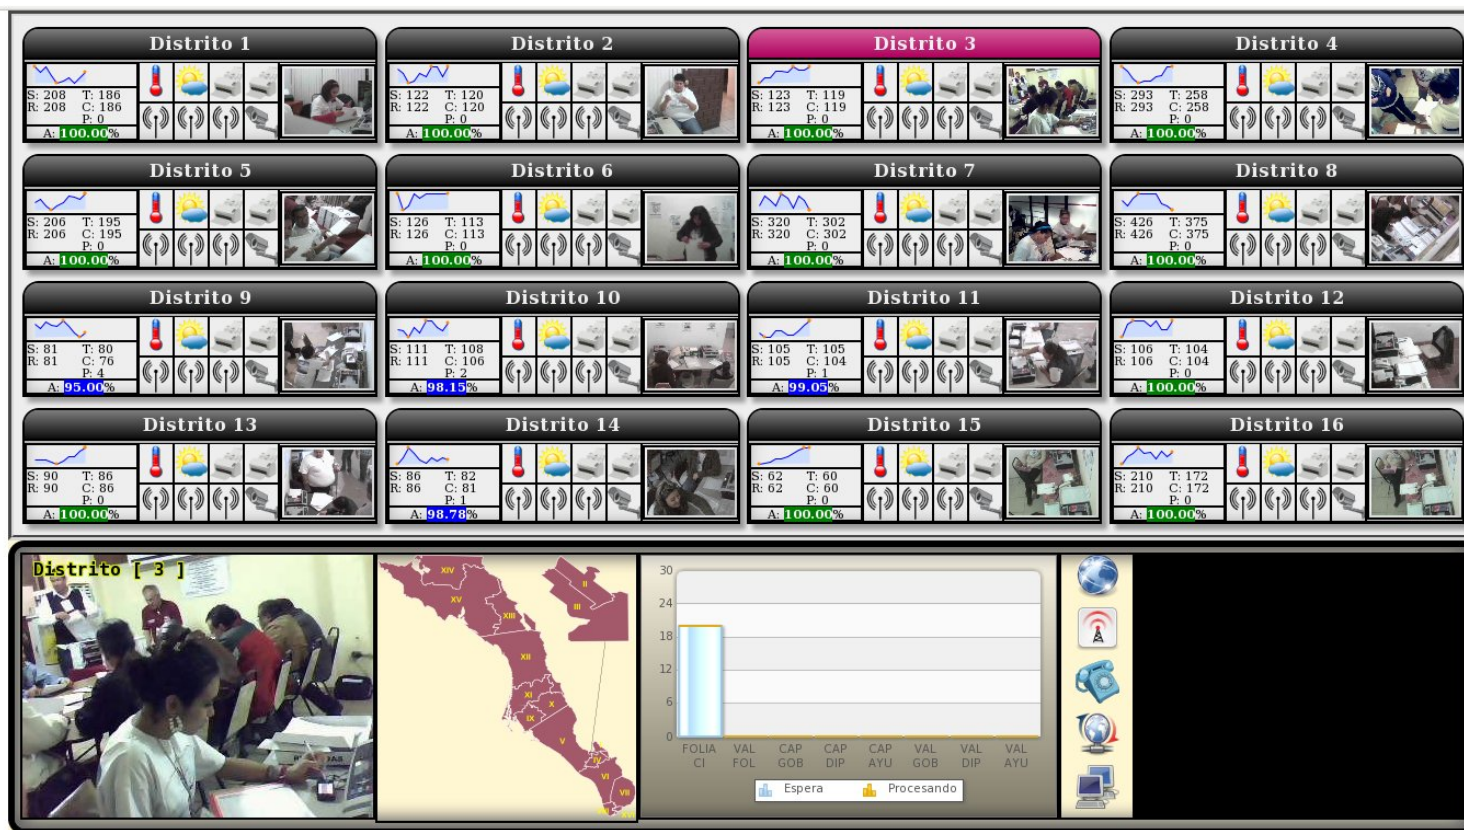 Distrito 1
S: 208 T: 186
R: 208 C: 186
P: 0
A: 100.00%
Distrito 2
S: 122 T: 120
R: 122 C: 120
P: 0
A: 100.00%
Distrito 3
S: 123 T: 119
R: 123 C: 119
P: 0
A: 100.00%
Distrito 4
S: 293 T: 258
R: 293 C: 258
P: 0
A: 100.00%
Distrito 5
S: 206 T: 195
R: 206 C: 195
P: 0
A: 100.00%
Distrito 6
S: 126 T: 113
R: 126 C: 113
P: 0
A: 100.00%
Distrito 7
S: 320 T: 302
R: 320 C: 302
P: 0
A: 100.00%
Distrito 8
S: 426 T: 375
R: 426 C: 375
P: 0
A: 100.00%
Distrito 9
S: 81 T: 80
R: 81 C: 76
P: 4
A: 95.00%
Distrito 10
S: 111 T: 108
R: 111 C: 106
P: 2
A: 98.15%
Distrito 11
S: 105 T: 105
R: 105 C: 104
P: 1
A: 99.05%
Distrito 12
S: 106 T: 104
R: 106 C: 104
P: 0
A: 100.00%
Distrito 13
S: 90 T: 86
R: 90 C: 86
P: 0
A: 100.00%
Distrito 14
S: 86 T: 82
R: 86 C: 81
P: 1
A: 98.78%
Distrito 15
S: 62 T: 60
R: 62 C: 60
P: 0
A: 100.00%
Distrito 16
S: 210 T: 172
R: 210 C: 172
P: 0
A: 100.00%
Distrito [ 3 ]
XIV
II
XV
III
XIII
XII
XI
X
IX
V
IV
VI
VII
30
24
18
12
6
0
FOLIA CI
VAL FOL
CAP GOB
CAP DIP
CAP AYU
VAL GOB
VAL DIP
VAL AYU
Espera Procesando